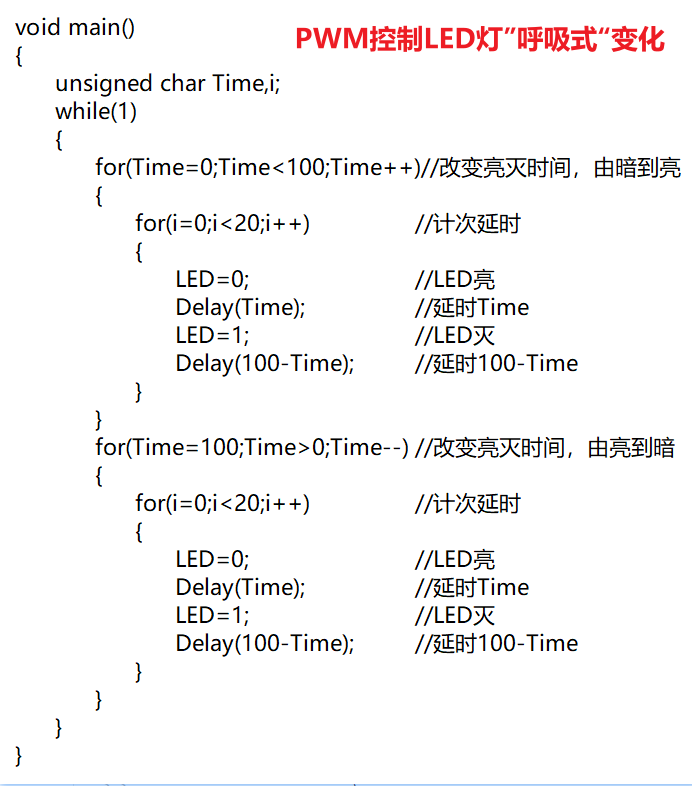 void main()
PWM控制LED灯”呼吸式“变化
{
unsigned char Time,i;
while(1)
{
for(Time=0;Time<100;Time++)//改变亮灭时间，由暗到亮
{
for(i=0;i<20;i++) //计次延时
{
LED=0; //LED亮
Delay(Time); //延时Time
LED=1; //LED灭
Delay(100-Time); //延时100-Time
}
}
for(Time=100;Time>0;Time--) //改变亮灭时间，由亮到暗
{
for(i=0;i<20;i++) //计次延时
{
LED=0; //LED亮
Delay(Time); //延时Time
LED=1; //LED灭
Delay(100-Time); //延时100-Time
}
}
}
}